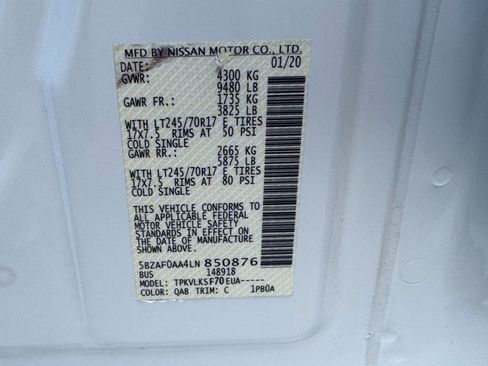 MFD BY NISSAN MOTOR CO., LTD.
DATE: 01/20
GVWR: 4300 KG
9480 LB
GAWR FR.: 1735 KG
3825 LB
WITH LT245/70R17 E TIRES
17X7.5 RIMS AT 50 PSI
COLD SINGLE
GAWR RR.: 2665 KG
5875 LB
WITH LT245/70R17 E TIRES
17X7.5 RIMS AT 80 PSI
COLD SINGLE
THIS VEHICLE CONFORMS TO
ALL APPLICABLE FEDERAL
MOTOR VEHICLE SAFETY
STANDARDS IN EFFECT ON
THE DATE OF MANUFACTURE
SHOWN ABOVE.
5BZAF0AA4LN 850876
BUS 148918
MODEL: TPKVLKSF70EUA-----
COLOR: QAB TRIM: C 1PB0A